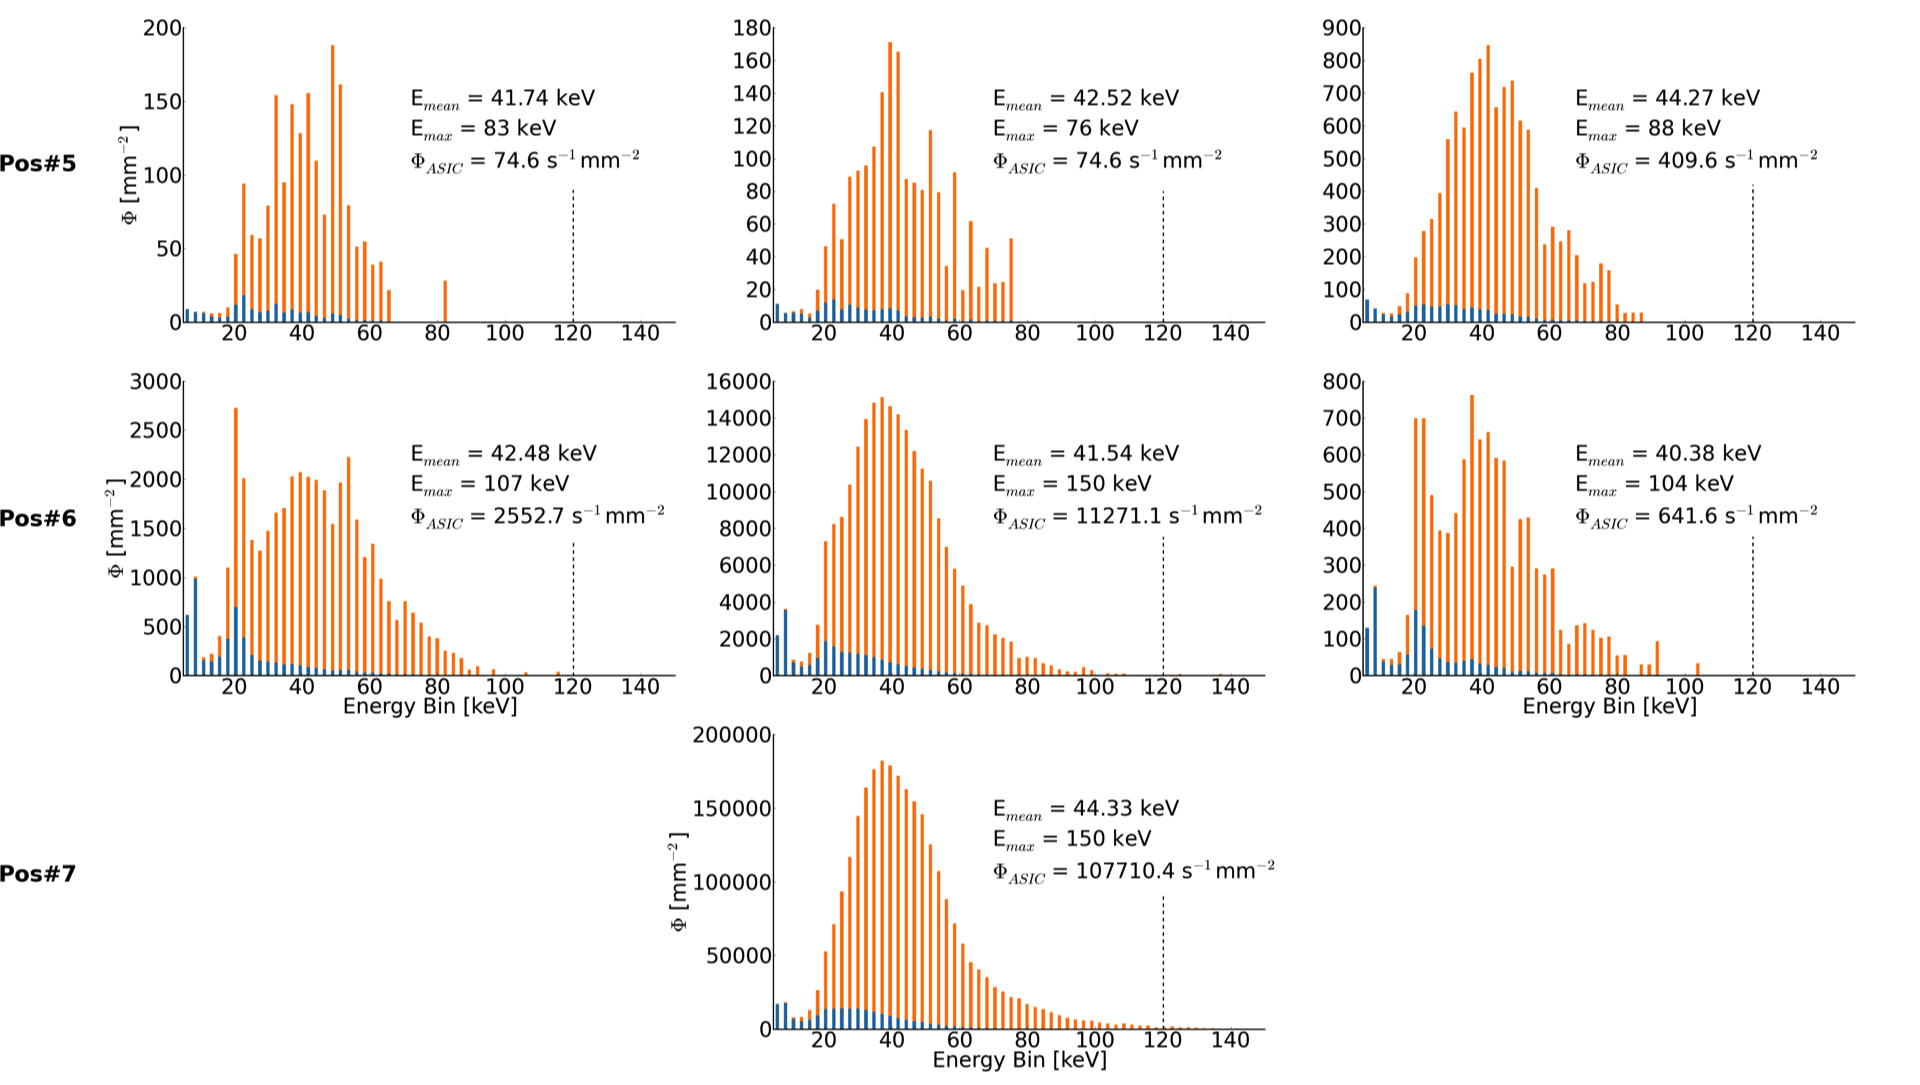 Pos#5
Φ [mm⁻²]
200
150
100
50
0
20 40 60 80 100 120 140
E_mean = 41.74 keV
E_max = 83 keV
Φ_ASIC = 74.6 s⁻¹ mm⁻²
180
160
140
120
100
80
60
40
20
0
20 40 60 80 100 120 140
E_mean = 42.52 keV
E_max = 76 keV
Φ_ASIC = 74.6 s⁻¹ mm⁻²
900
800
700
600
500
400
300
200
100
0
20 40 60 80 100 120 140
E_mean = 44.27 keV
E_max = 88 keV
Φ_ASIC = 409.6 s⁻¹ mm⁻²
Pos#6
Φ [mm⁻²]
3000
2500
2000
1500
1000
500
0
20 40 60 80 100 120 140
Energy Bin [keV]
E_mean = 42.48 keV
E_max = 107 keV
Φ_ASIC = 2552.7 s⁻¹ mm⁻²
16000
14000
12000
10000
8000
6000
4000
2000
0
20 40 60 80 100 120 140
E_mean = 41.54 keV
E_max = 150 keV
Φ_ASIC = 11271.1 s⁻¹ mm⁻²
800
700
600
500
400
300
200
100
0
20 40 60 80 100 120 140
Energy Bin [keV]
E_mean = 40.38 keV
E_max = 104 keV
Φ_ASIC = 641.6 s⁻¹ mm⁻²
Pos#7
Φ [mm⁻²]
200000
150000
100000
50000
0
20 40 60 80 100 120 140
Energy Bin [keV]
E_mean = 44.33 keV
E_max = 150 keV
Φ_ASIC = 107710.4 s⁻¹ mm⁻²